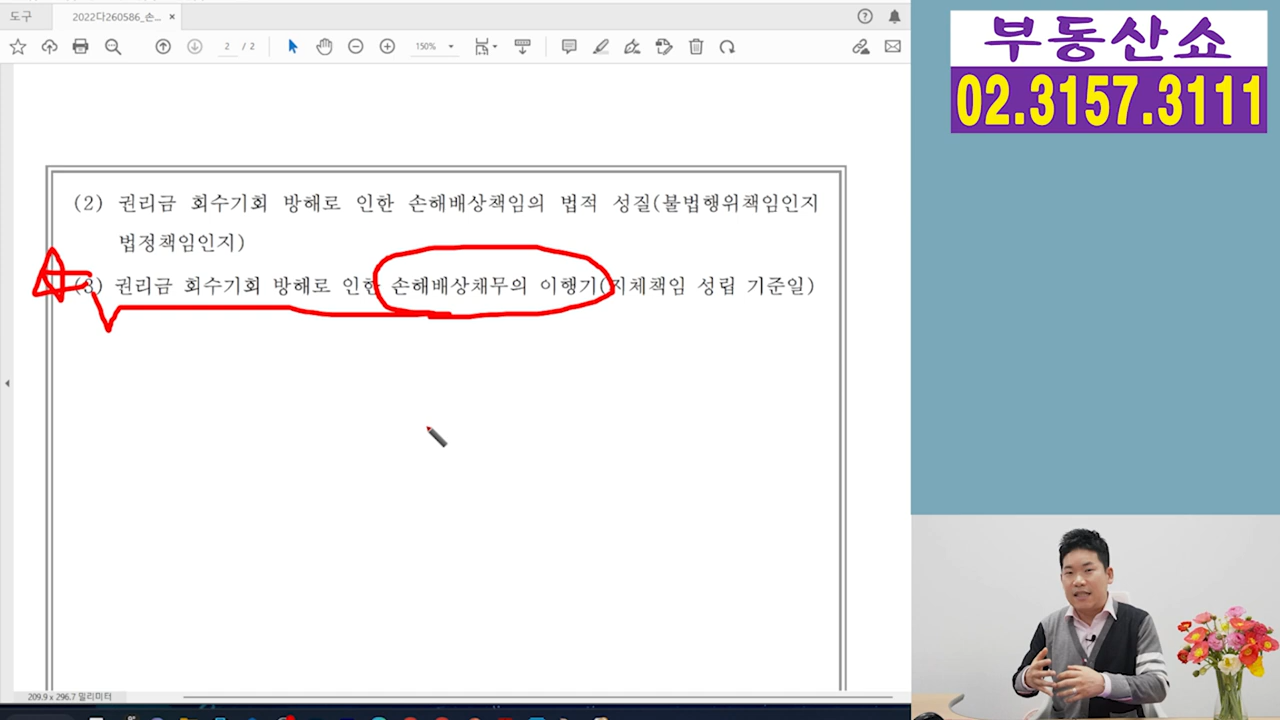 도구
2022다260586_손...
2 / 2
150%
부동산쇼
02.3157.3111
(2) 권리금 회수기회 방해로 인한 손해배상책임의 법적 성질(불법행위책임인지
법정책임인지)
(3) 권리금 회수기회 방해로 인한 손해배상채무의 이행기(지체책임 성립 기준일)
209.9 x 296.7 밀리미터